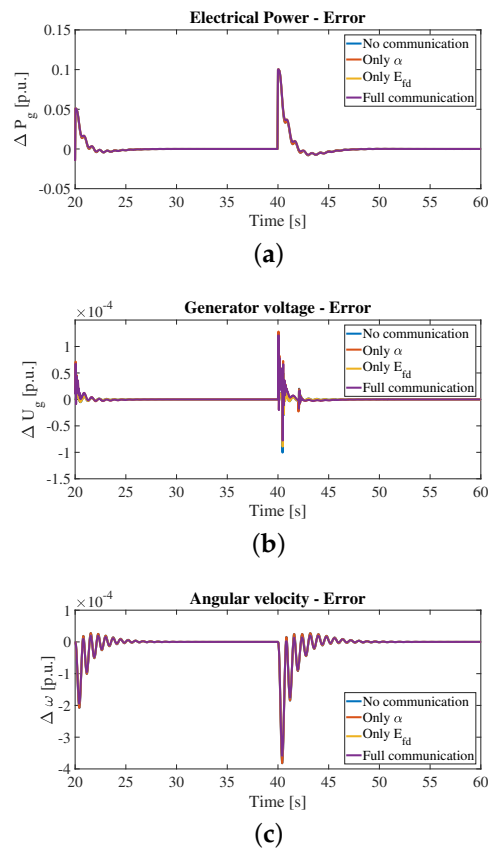 Electrical Power - Error
0.15
0.1
0.05
0
-0.05
Δ P_g [p.u.]
No communication
Only α
Only E_fd
Full communication
20 25 30 35 40 45 50 55 60
Time [s]
(a)
×10^-4
Generator voltage - Error
1
0.5
0
-0.5
-1
-1.5
Δ U_g [p.u.]
No communication
Only α
Only E_fd
Full communication
20 25 30 35 40 45 50 55 60
Time [s]
(b)
×10^-4
Angular velocity - Error
1
0
-1
-2
-3
-4
Δ ω [p.u.]
No communication
Only α
Only E_fd
Full communication
20 25 30 35 40 45 50 55 60
Time [s]
(c)